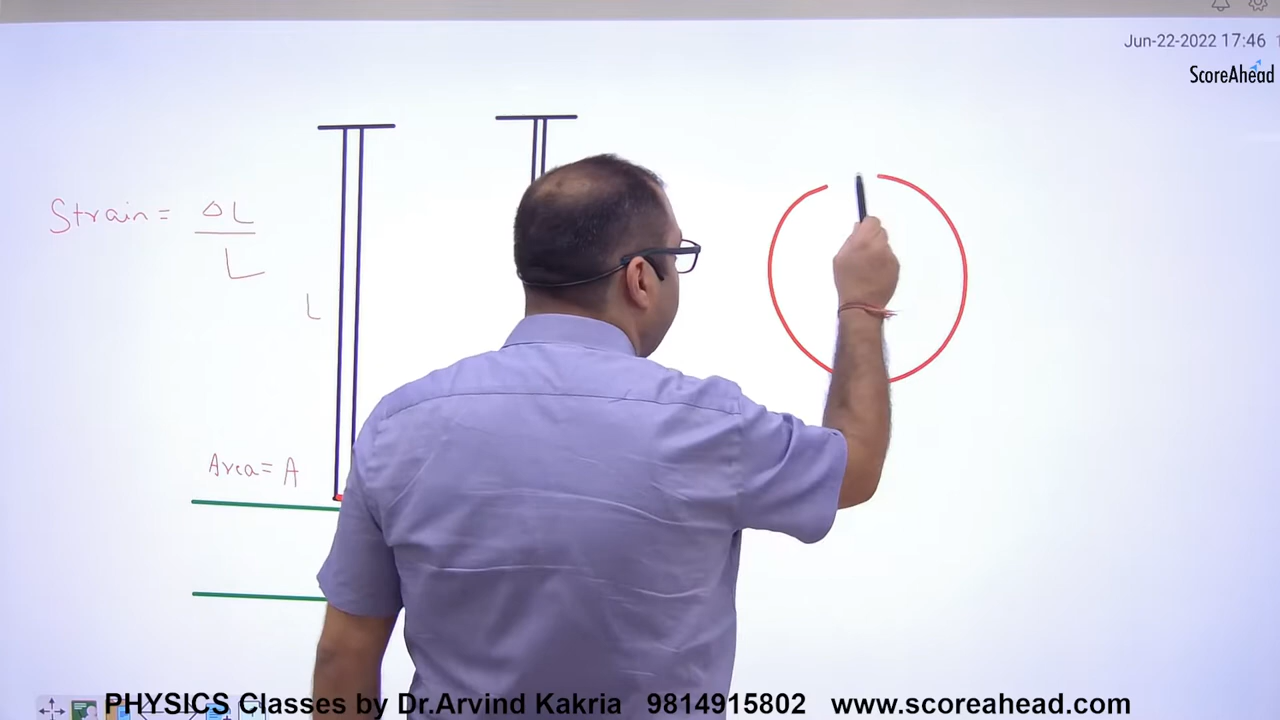 Jun-22-2022 17:46
ScoreAhead
Strain = ΔL
L
L
Area = A
PHYSICS Classes by Dr.Arvind Kakria 9814915802 www.scoreahead.com